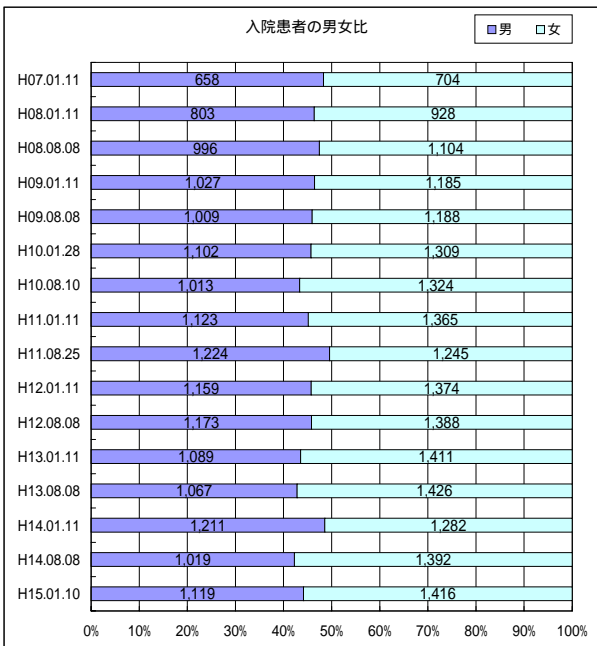 入院患者の男女比
男 女
H07.01.11 658 704
H08.01.11 803 928
H08.08.08 996 1,104
H09.01.11 1,027 1,185
H09.08.08 1,009 1,188
H10.01.28 1,102 1,309
H10.08.10 1,013 1,324
H11.01.11 1,123 1,365
H11.08.25 1,224 1,245
H12.01.11 1,159 1,374
H12.08.08 1,173 1,388
H13.01.11 1,089 1,411
H13.08.08 1,067 1,426
H14.01.11 1,211 1,282
H14.08.08 1,019 1,392
H15.01.10 1,119 1,416
0% 10% 20% 30% 40% 50% 60% 70% 80% 90% 100%